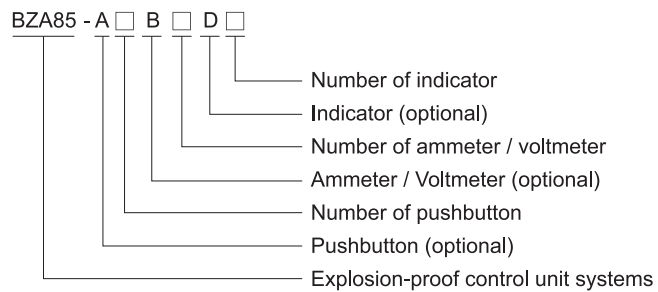 BZA85 - A □ B □ D □
Number of indicator
Indicator (optional)
Number of ammeter / voltmeter
Ammeter / Voltmeter (optional)
Number of pushbutton
Pushbutton (optional)
Explosion-proof control unit systems